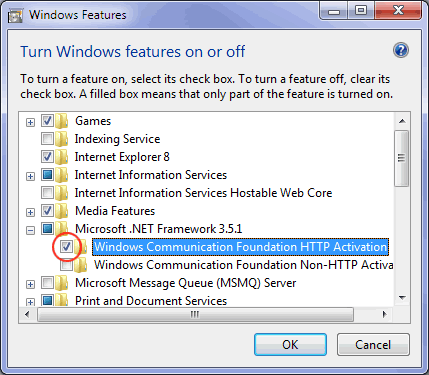 Windows Features
Turn Windows features on or off
To turn a feature on, select its check box. To turn a feature off, clear its
check box. A filled box means that only part of the feature is turned on.
Games
Indexing Service
Internet Explorer 8
Internet Information Services
Internet Information Services Hostable Web Core
Media Features
Microsoft .NET Framework 3.5.1
Windows Communication Foundation HTTP Activation
Windows Communication Foundation Non-HTTP Activa
Microsoft Message Queue (MSMQ) Server
Print and Document Services
OK Cancel